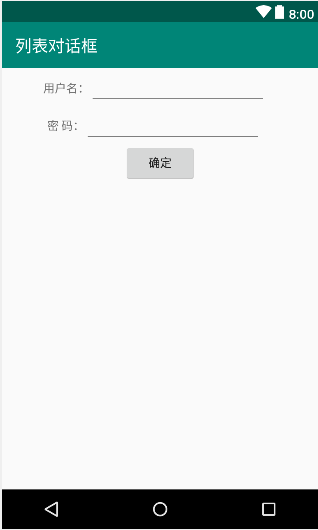 8:00
列表对话框
用户名：
密 码：
确定